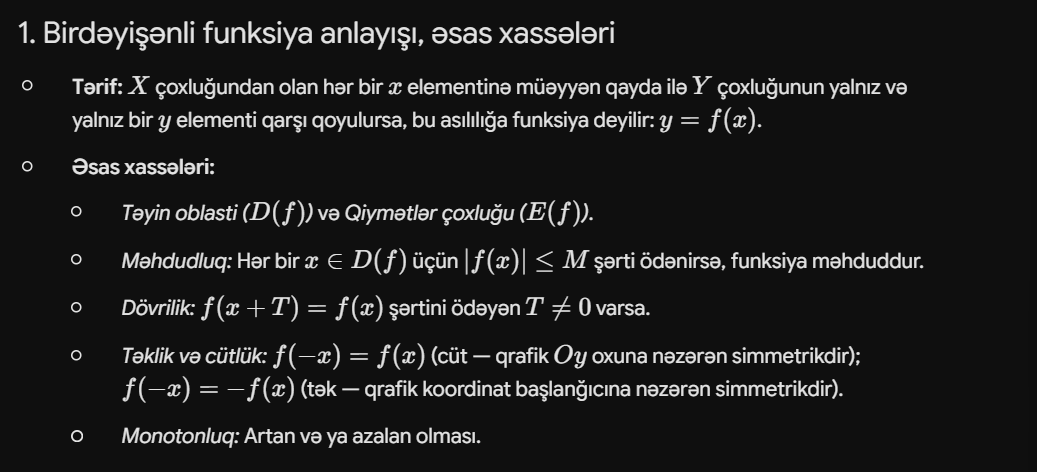 1. Birdəyişənli funksiya anlayışı, əsas xassələri
Tərif: X çoxluğundan olan hər bir x elementinə müəyyən qayda ilə Y çoxluğunun yalnız və
yalnız bir y elementi qarşı qoyulursa, bu asılılığa funksiya deyilir: y = f(x).
Əsas xassələri:
Təyin oblasti (D(f)) və Qiymətlər çoxluğu (E(f)).
Məhdudluq: Hər bir x ∈ D(f) üçün |f(x)| ≤ M şərti ödənirsə, funksiya məhduddur.
Dövrilik: f(x + T) = f(x) şərtini ödəyən T ≠ 0 varsa.
Təklik və cütlük: f(−x) = f(x) (cüt — qrafik Oy oxuna nəzərən simmetrikdir);
f(−x) = −f(x) (tək — qrafik koordinat başlanğıcına nəzərən simmetrikdir).
Monotonluq: Artan və ya azalan olması.